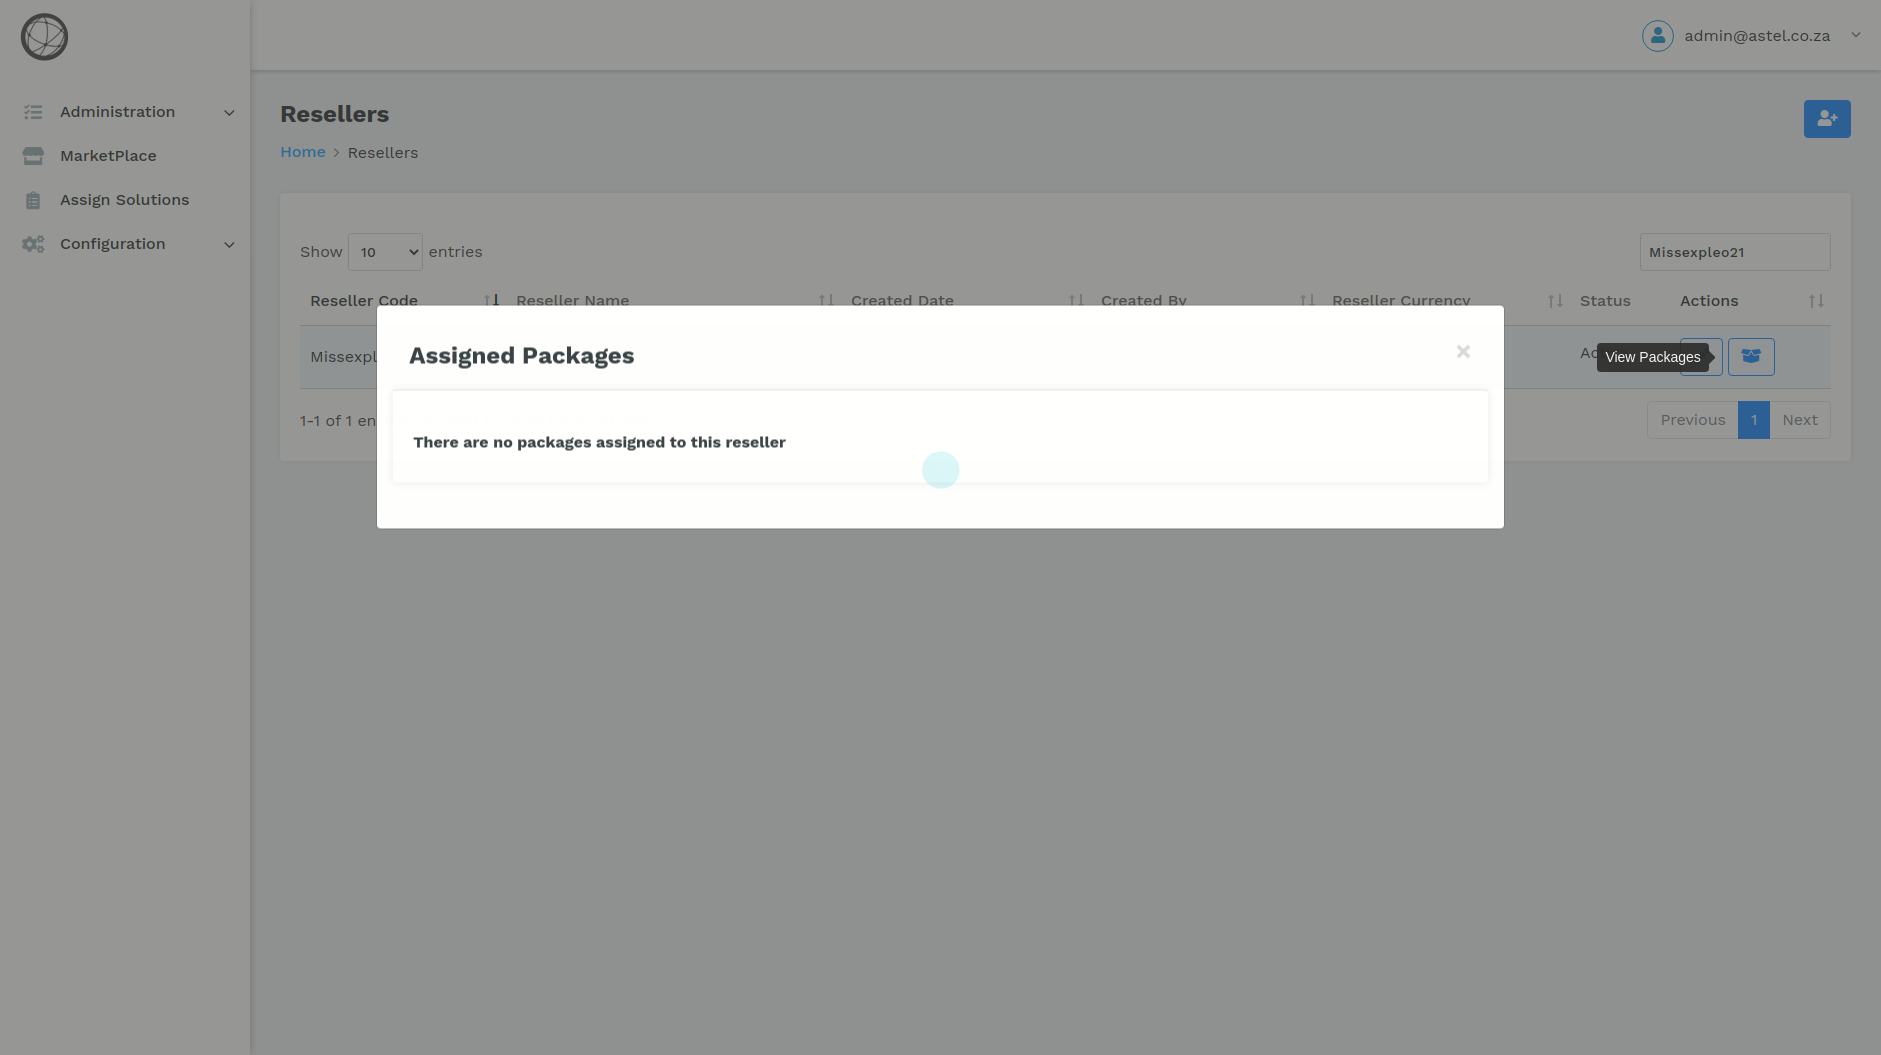 admin@astel.co.za
Administration
MarketPlace
Assign Solutions
Configuration
Resellers
Home > Resellers
Show 10 entries
Missexpleo21
Reseller Code Reseller Name Created Date Created By Reseller Currency Status Actions
Assigned Packages
×
Missexpl
View Packages
1-1 of 1 en
Previous 1 Next
There are no packages assigned to this reseller